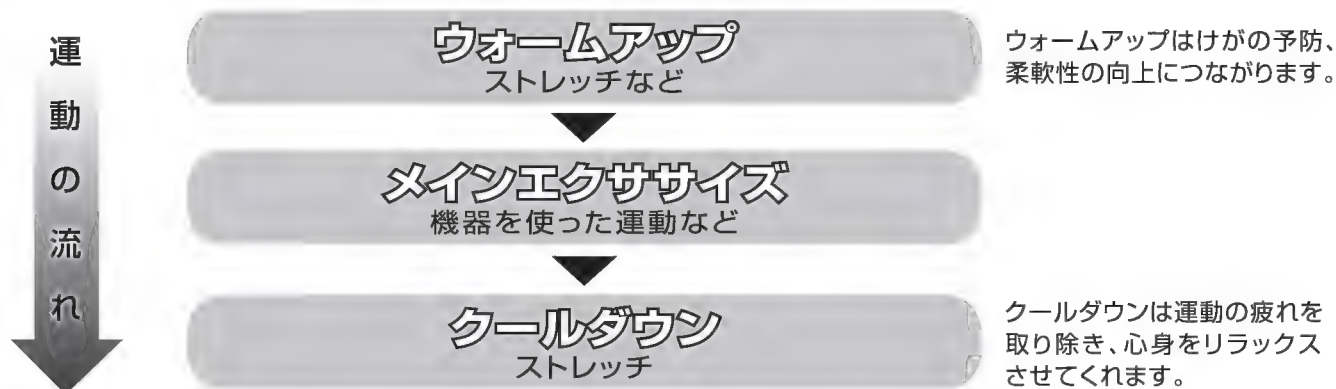 運動の流れ
ウォームアップ
ストレッチなど
ウォームアップはけがの予防、
柔軟性の向上につながります。
メインエクササイズ
機器を使った運動など
クールダウン
ストレッチ
クールダウンは運動の疲れを
取り除き、心身をリラックス
させてくれます。